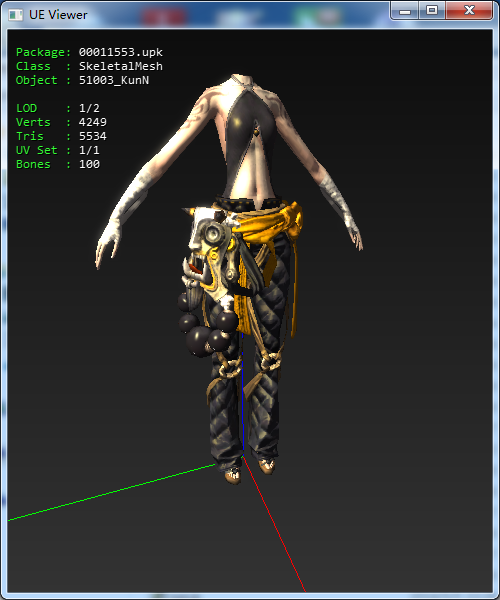 UE Viewer
Package: 00011553.upk
Class : SkeletalMesh
Object : 51003_KunN
LOD : 1/2
Verts : 4249
Tris : 5534
UV Set : 1/1
Bones : 100